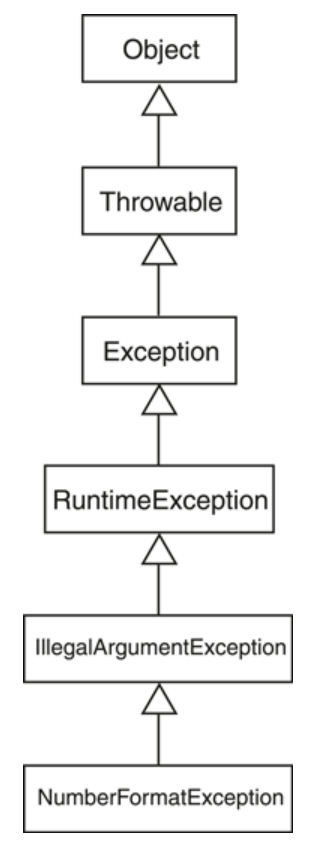 Object
Throwable
Exception
RuntimeException
IllegalArgumentException
NumberFormatException